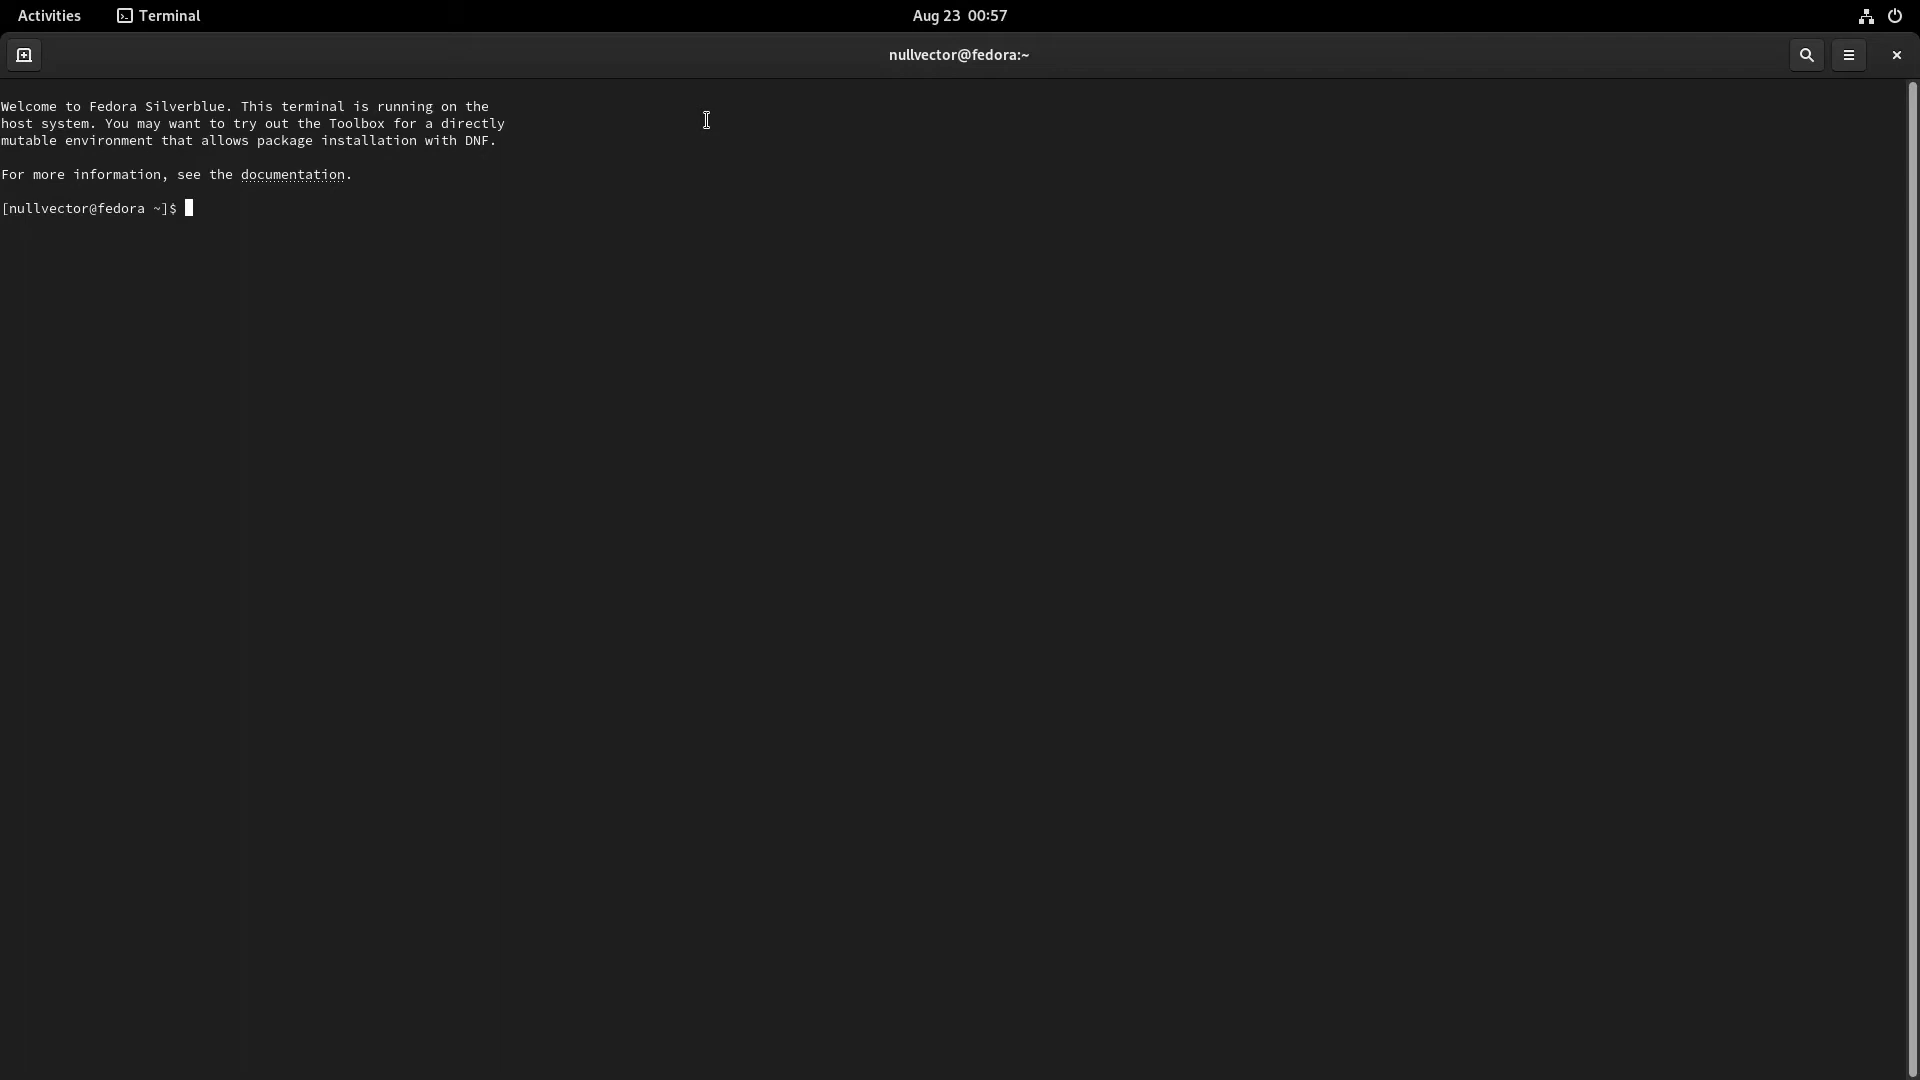 Activities Terminal Aug 23 00:57
nullvector@fedora:~
Welcome to Fedora Silverblue. This terminal is running on the
host system. You may want to try out the Toolbox for a directly
mutable environment that allows package installation with DNF.
For more information, see the documentation.
[nullvector@fedora ~]$